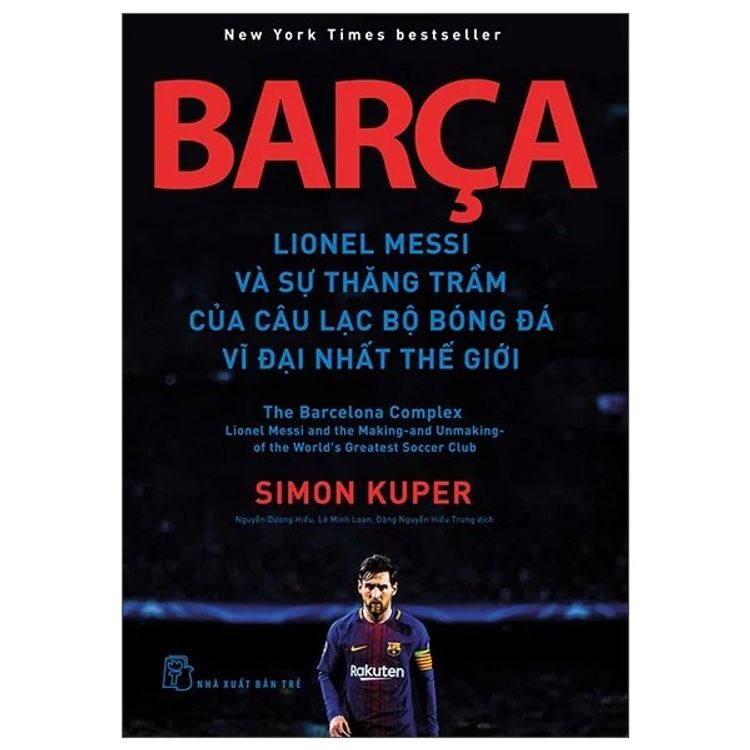 New York Times bestseller
BARÇA
LIONEL MESSI
VÀ SỰ THĂNG TRẦM
CỦA CÂU LẠC BỘ BÓNG ĐÁ
VĨ ĐẠI NHẤT THẾ GIỚI
The Barcelona Complex
Lionel Messi and the Making-and Unmaking-
of the World's Greatest Soccer Club
SIMON KUPER
Nguyễn Dương Hiếu, Lê Minh Loan, Đặng Nguyễn Hiếu Trung dịch
Rakuten
NHÀ XUẤT BẢN TRẺ